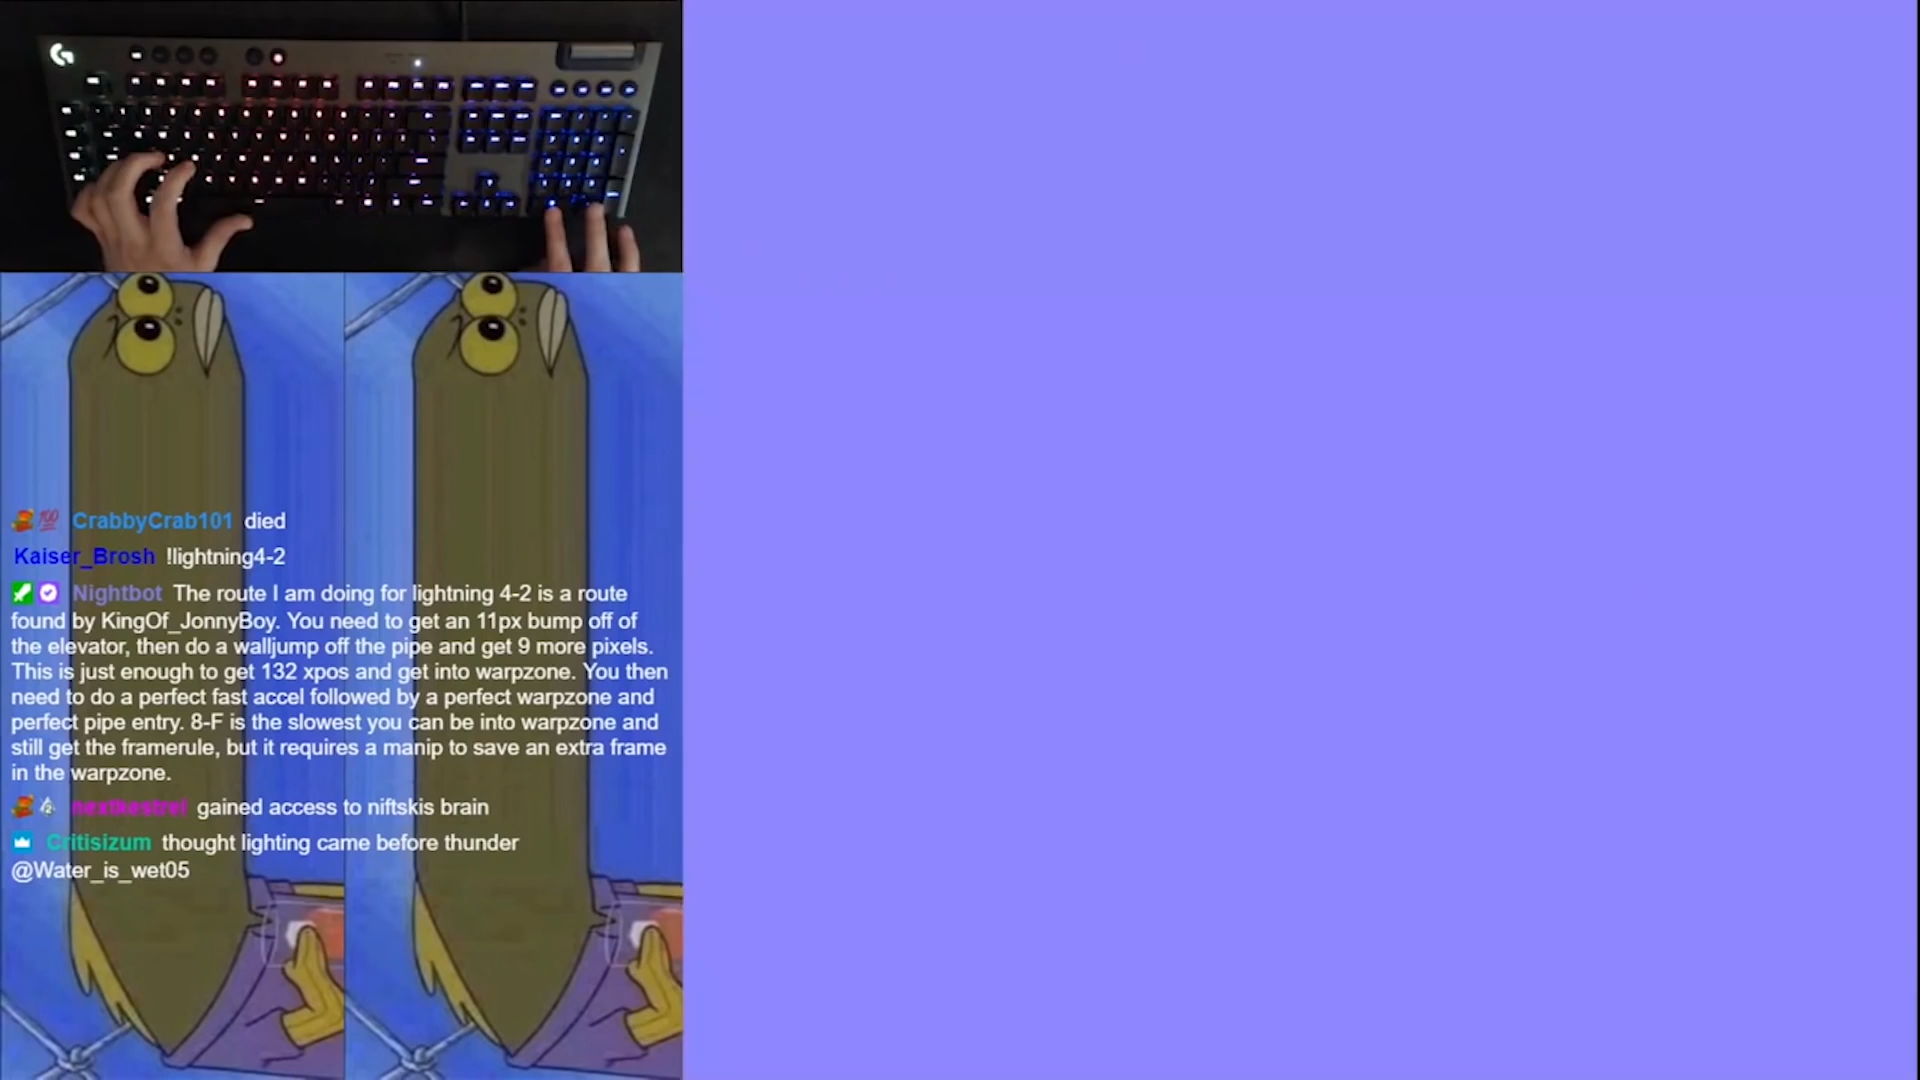 CrabbyCrab101 died
Kaiser_Brosh !lightning4-2
Nightbot The route I am doing for lightning 4-2 is a route
found by KingOf_JonnyBoy. You need to get an 11px bump off of
the elevator, then do a walljump off the pipe and get 9 more pixels.
This is just enough to get 132 xpos and get into warpzone. You then
need to do a perfect fast accel followed by a perfect warpzone and
perfect pipe entry. 8-F is the slowest you can be into warpzone and
still get the framerule, but it requires a manip to save an extra frame
in the warpzone.
nextkestrel gained access to niftskis brain
Critisizum thought lighting came before thunder
@Water_is_wet05